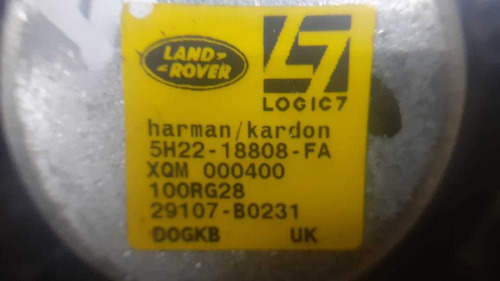 LAND
ROVER
LOGIC7
harman/kardon
5H22-18808-FA
XQM 000400
100RG28
29107-B0231
DOGKB UK